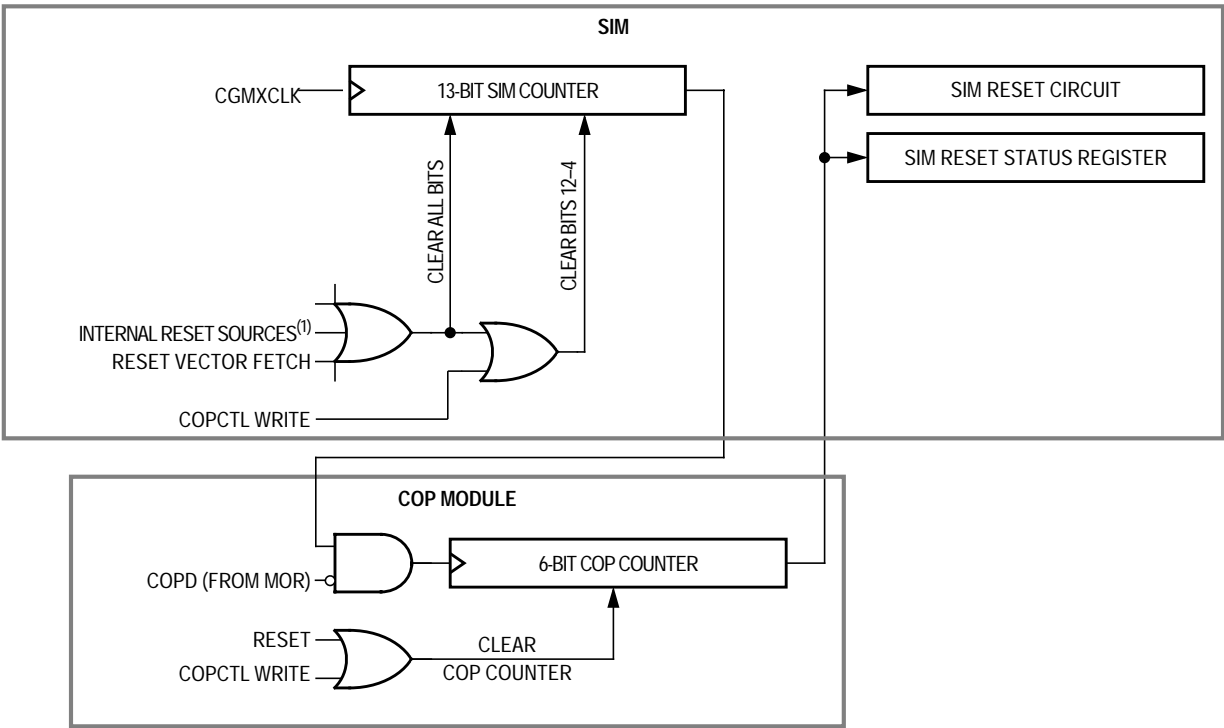 SIM
CGMXCLK
13-BIT SIM COUNTER
SIM RESET CIRCUIT
SIM RESET STATUS REGISTER
CLEAR ALL BITS
CLEAR BITS 12–4
INTERNAL RESET SOURCES(1)
RESET VECTOR FETCH
COPCTL WRITE
COP MODULE
6-BIT COP COUNTER
COPD (FROM MOR)
RESET
COPCTL WRITE
CLEAR
COP COUNTER